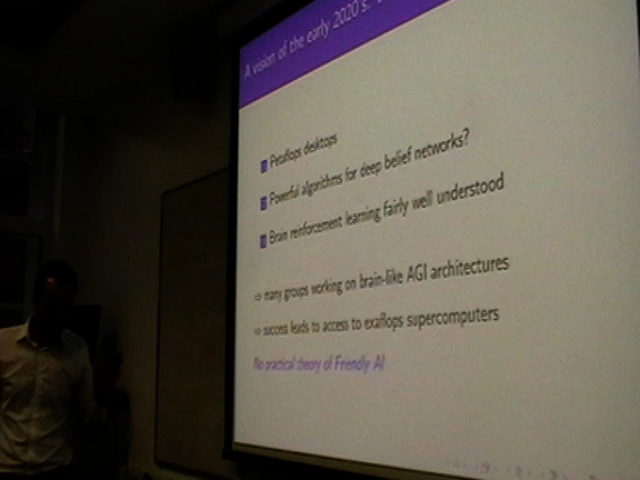 A vision of the early 2020's:
Petaflops desktops
Powerful algorithms for deep belief networks?
Brain reinforcement learning fairly well understood
⇒ many groups working on brain-like AGI architectures
⇒ success leads to access to exaflops supercomputers
No practical theory of Friendly AI